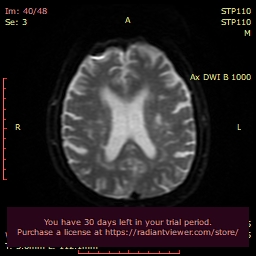 Im: 40/48
Se: 3
A
STP110
STP110
M
Ax DWI B 1000
R
L
You have 30 days left in your trial period.
Purchase a license at https://radiantviewer.com/store/